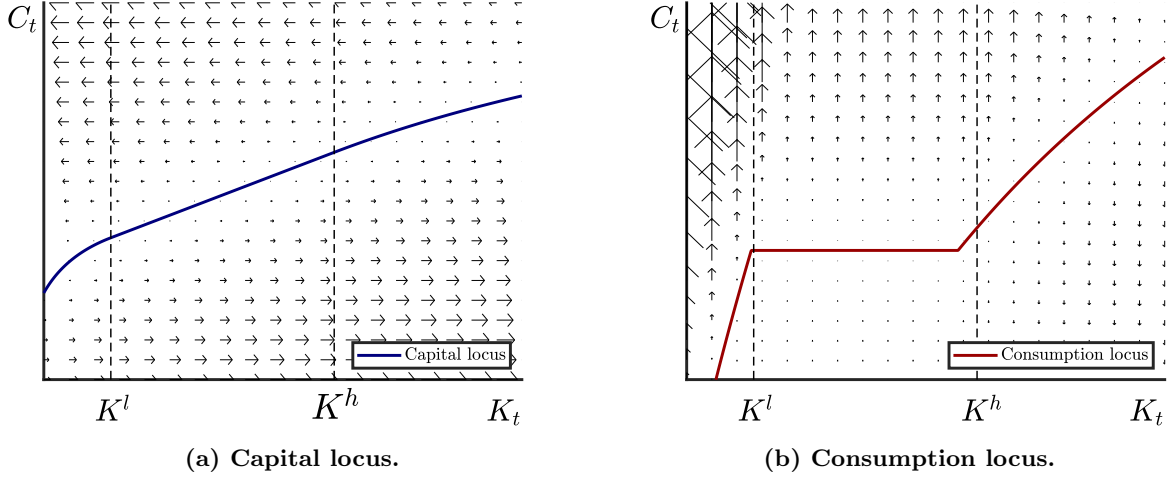 C_t
Capital locus
K^l
K^h
K_t
(a) Capital locus.
C_t
Consumption locus
K^l
K^h
K_t
(b) Consumption locus.